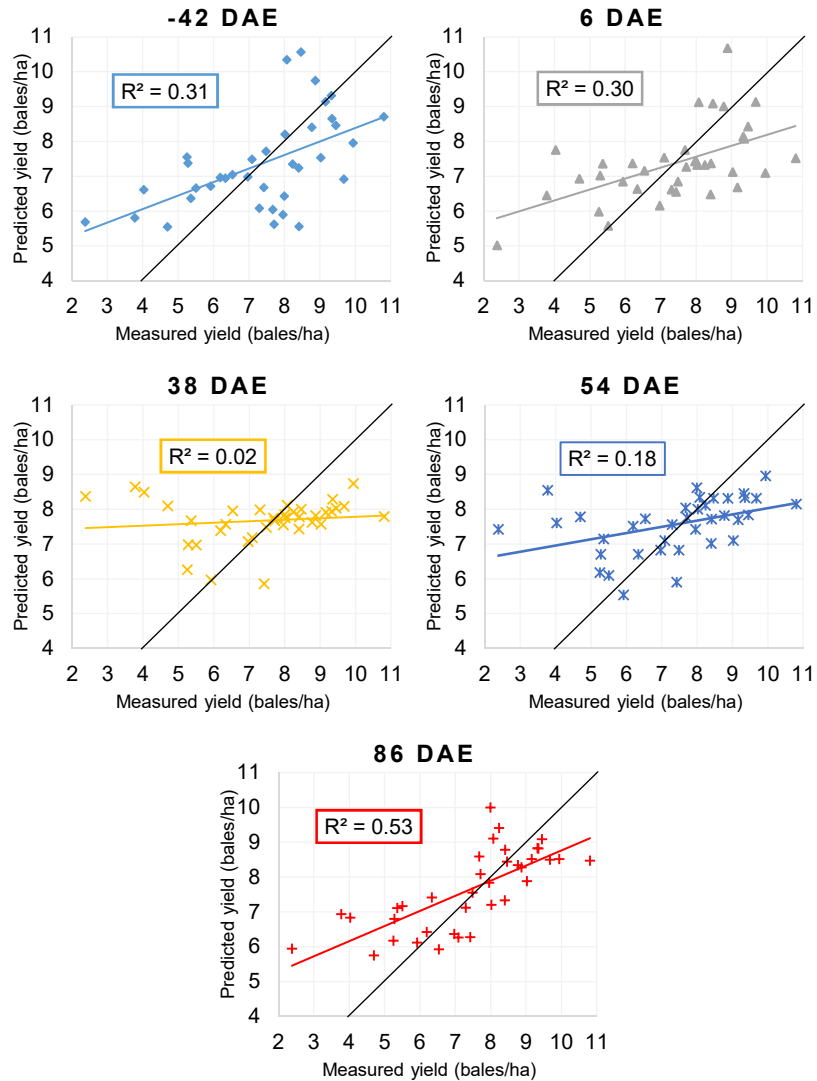 -42 DAE
11
10
9
8
7
6
5
4
Predicted yield (bales/ha)
R² = 0.31
2 3 4 5 6 7 8 9 10 11
Measured yield (bales/ha)
6 DAE
11
10
9
8
7
6
5
4
Predicted yield (bales/ha)
R² = 0.30
2 3 4 5 6 7 8 9 10 11
Measured yield (bales/ha)
38 DAE
11
10
9
8
7
6
5
4
Predicted yield (bales/ha)
R² = 0.02
2 3 4 5 6 7 8 9 10 11
Measured yield (bales/ha)
54 DAE
11
10
9
8
7
6
5
4
Predicted yield (bales/ha)
R² = 0.18
2 3 4 5 6 7 8 9 10 11
Measured yield (bales/ha)
86 DAE
11
10
9
8
7
6
5
4
Predicted yield (bales/ha)
R² = 0.53
2 3 4 5 6 7 8 9 10 11
Measured yield (bales/ha)